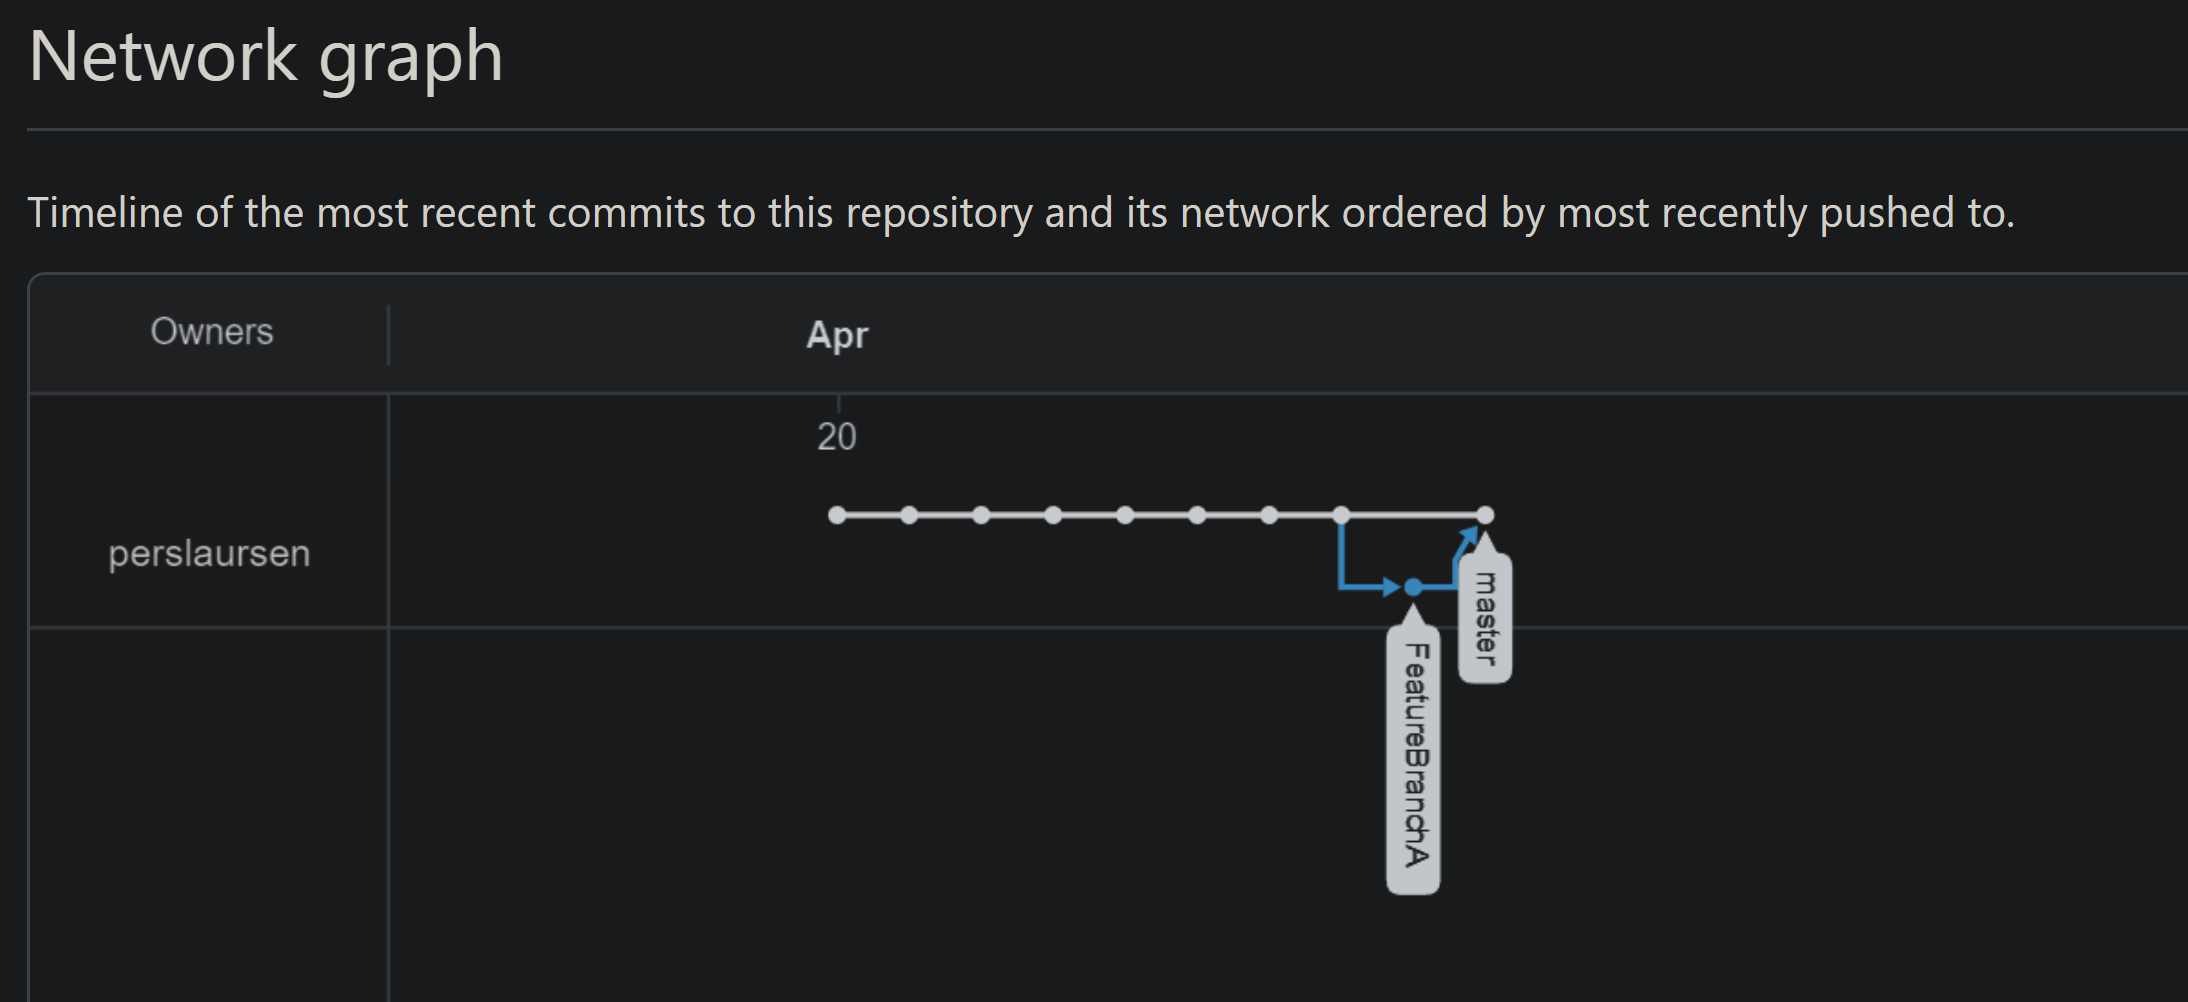 Network graph
Timeline of the most recent commits to this repository and its network ordered by most recently pushed to.
Owners
Apr
20
perslaursen
master
FeatureBranchA